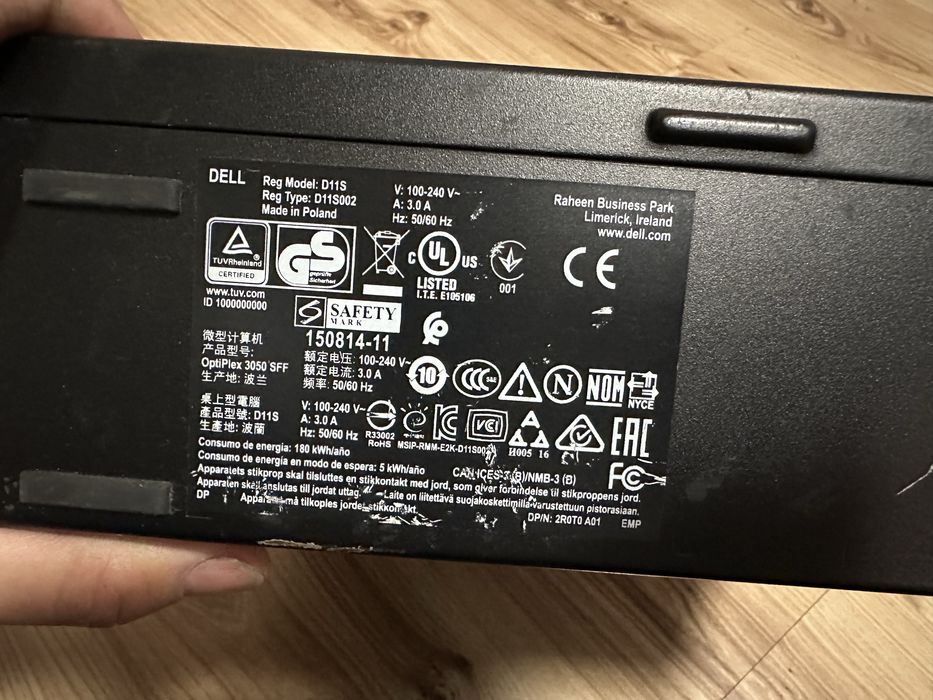 DELL
Reg Model: D11S
Reg Type: D11S002
Made in Poland
V: 100-240 V~
A: 3.0 A
Hz: 50/60 Hz
Raheen Business Park
Limerick, Ireland
www.dell.com
TUVRheinland
CERTIFIED
www.tuv.com
ID 1000000000
GS
geprüfte
Sicherheit
C UL US
LISTED
I.T.E. E105106
001
CE
SAFETY
MARK
150814-11
微型计算机
产品型号:
OptiPlex 3050 SFF
生产地: 波兰
额定电压: 100-240 V~
额定电流: 3.0 A
频率: 50/60 Hz
10
CCC
S&E
N
NOM
NYCE
桌上型電腦
產品型號: D11S
生產地: 波蘭
V: 100-240 V~
A: 3.0 A
Hz: 50/60 Hz
R33002
RoHS
MSIP-RMM-E2K-D11S002
VCI
И005 16
EAC
FC
Consumo de energia: 180 kWh/año
Consumo de energía en modo de espera: 5 kWh/año
CAN ICES-3 (B)/NMB-3 (B)
Apparatets stikprop skal tilsluttes en stikkontakt med jord, som giver forbindelse til stikproppens jord.
Apparaten skal anslutas till jordat uttag. Laite on liitettävä suojakoskettimilla varustettuun pistorasiaan.
Apparatet må tilkoples jordet stikkontakt.
DP
DP/N: 2R0T0 A01
EMP